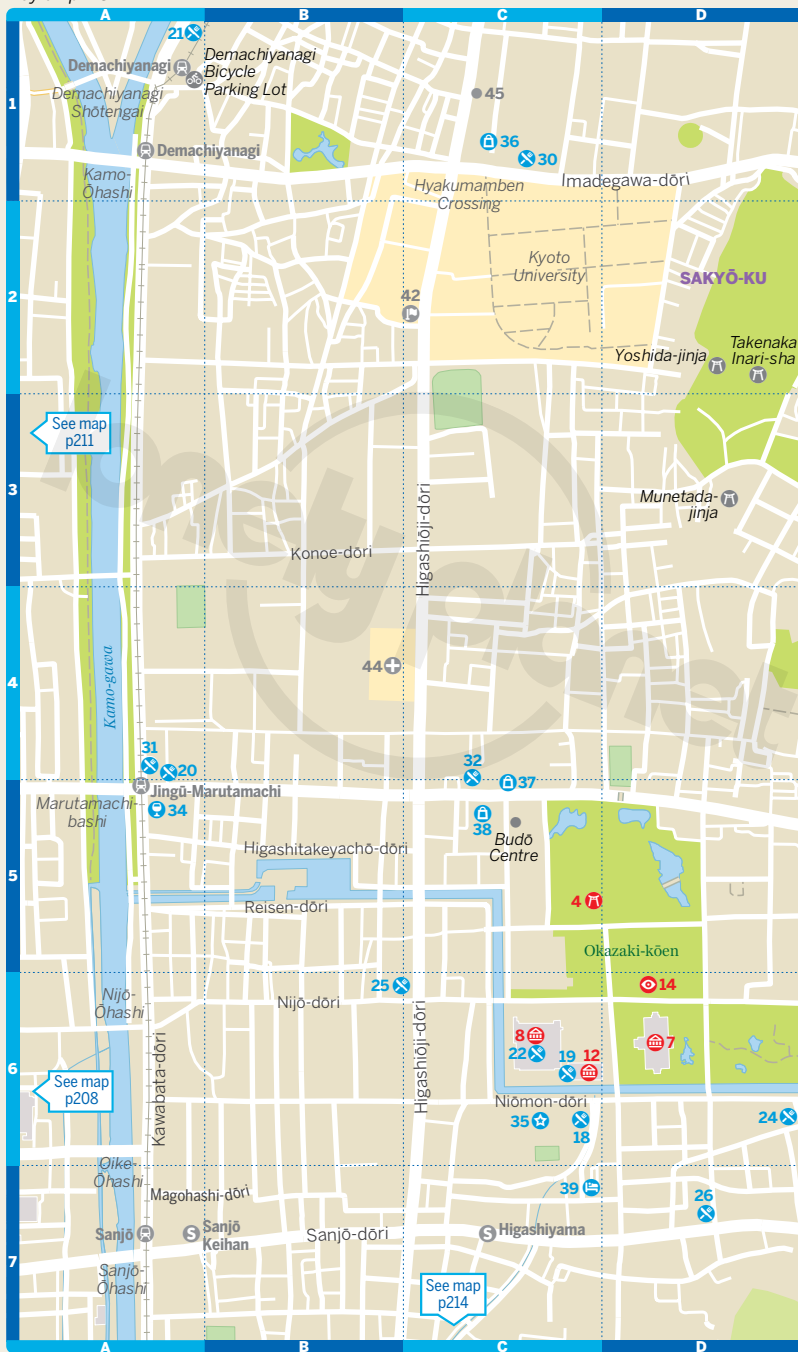 A B C D
1
21
Demachiyanagi
Demachiyanagi
Bicycle
Parking Lot
Demachiyanagi
Shōtengai
45
36
30
Demachiyanagi
Kamo-
Ōhashi
Hyakumamben
Crossing
Imadegawa-dōri
2
Kyoto
University
SAKYŌ-KU
42
Yoshida-jinja
Takenaka
Inari-sha
See map
p211
3
Munetada-
jinja
Higashiōji-dōri
Konoe-dōri
lonely planet
4
44
Kamo-gawa
31
20
32
37
Jingū-Marutamachi
Marutamachi-
bashi
34
38
Budō
Centre
5
Higashitakeyachō-dōri
Reisen-dōri
4
Okazaki-kōen
25
14
Nijō-
Ōhashi
Nijō-dōri
6
Kawabata-dōri
Higashiōji-dōri
8
22
19
12
7
See map
p208
Niōmon-dōri
35
18
24
Oike-
Ōhashi
Magohashi-dōri
39
26
7
Sanjō
S
Sanjō
Keihan
Sanjō-dōri
S
Higashiyama
Sanjō-
Ōhashi
See map
p214
A B C D